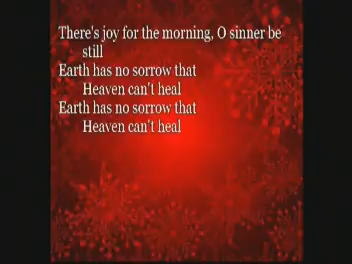 There's joy for the morning, O sinner be
still
Earth has no sorrow that
Heaven can't heal
Earth has no sorrow that
Heaven can't heal